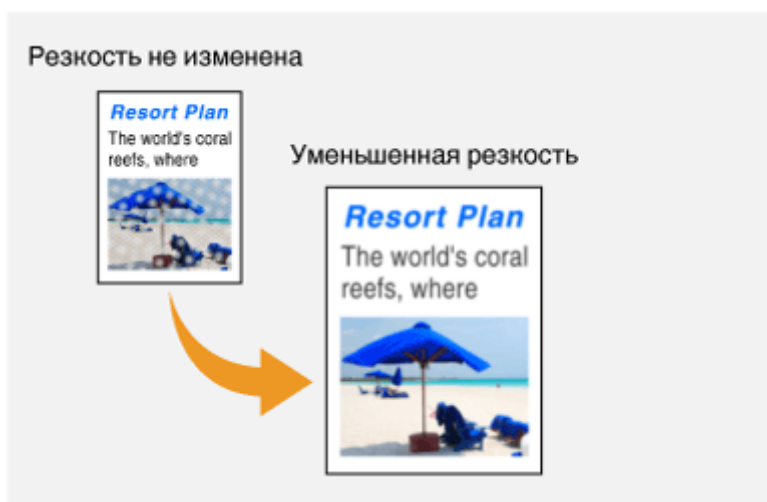 Резкость не изменена
Resort Plan
The world's coral
reefs, where
Уменьшенная резкость
Resort Plan
The world's coral
reefs, where